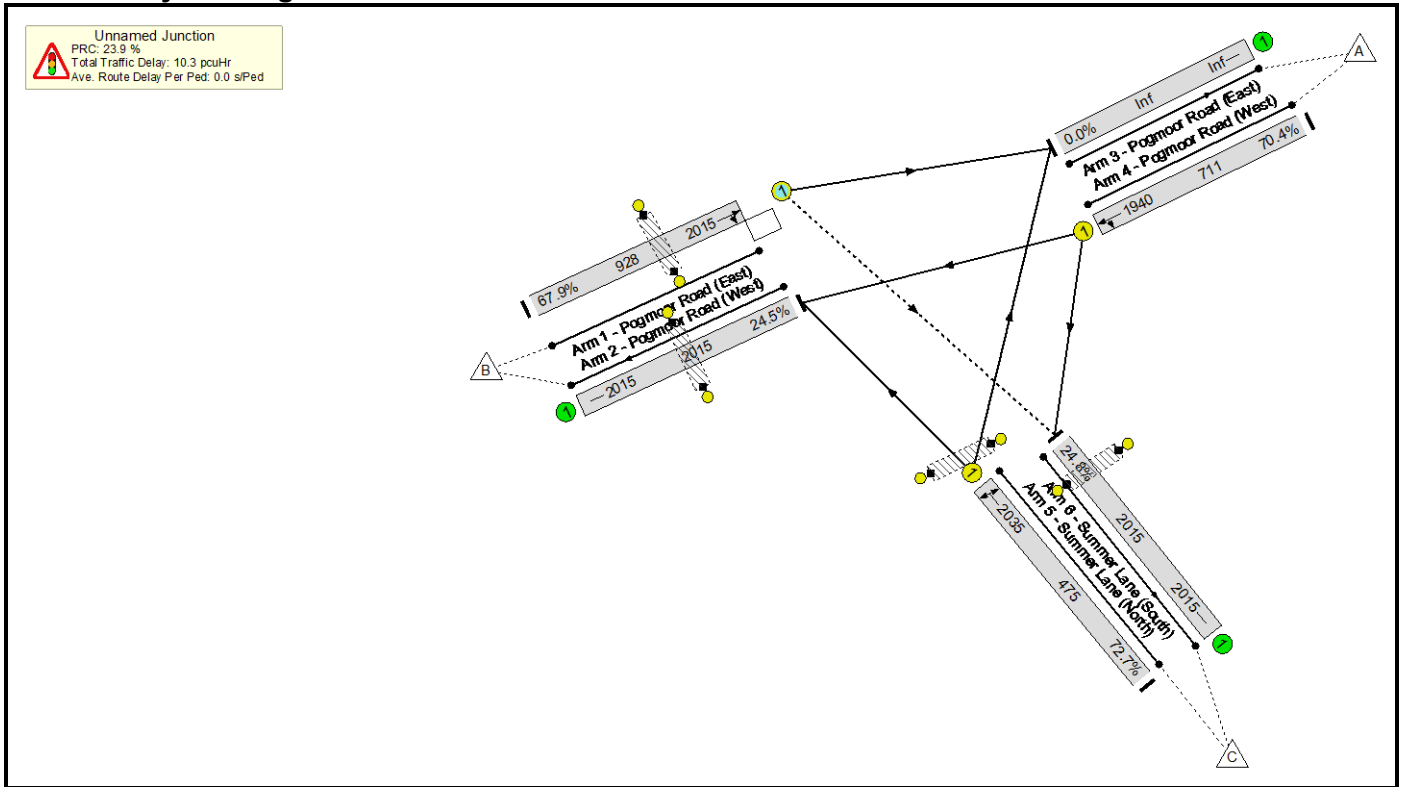 Unnamed Junction
PRC: 23.9 %
Total Traffic Delay: 10.3 pcuHr
Ave. Route Delay Per Ped: 0.0 s/Ped
1
A
0.0%
Inf
Inf
Arm 3 - Pogmoor Road (East)
Arm 4 - Pogmoor Road (West)
1940
711
70.4%
1
1
67.9%
928
2015
Arm 1 - Pogmoor Road (East)
Arm 2 - Pogmoor Road (West)
2015
2015
24.5%
B
1
1
24.8%
2015
2015
Arm 6 - Summer Lane (South)
Arm 5 - Summer Lane (North)
2035
475
72.7%
1
C